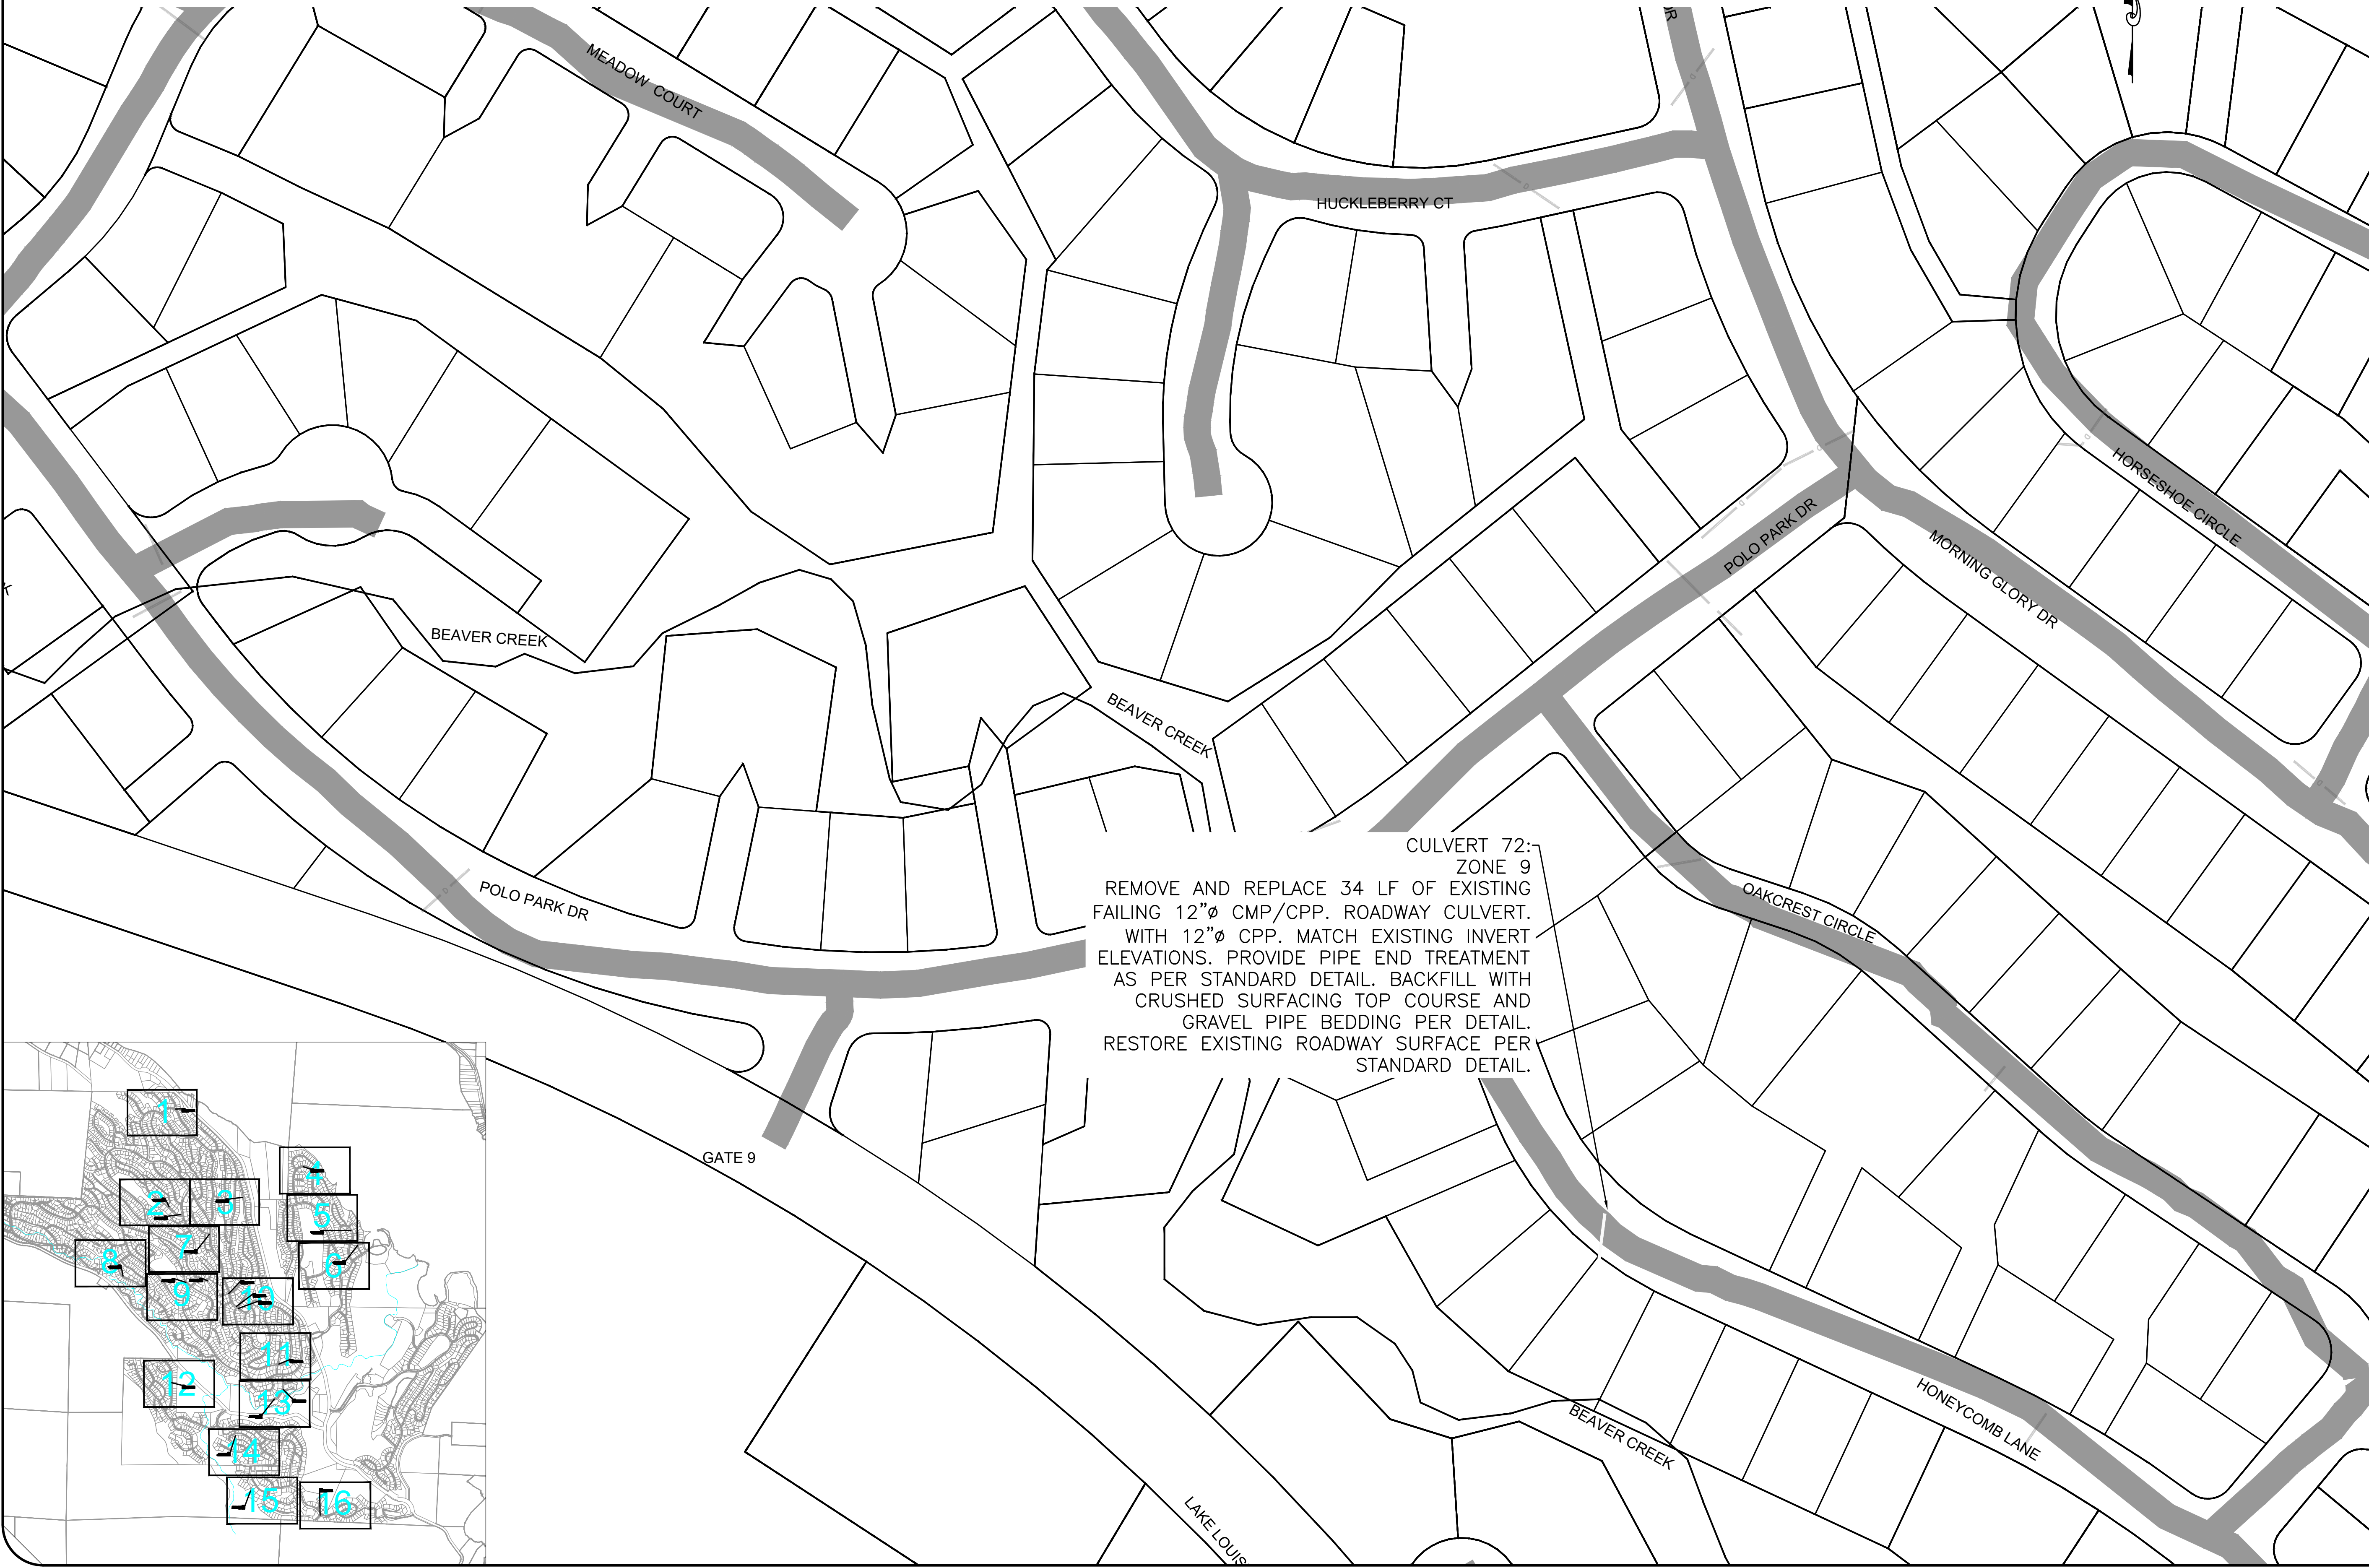 MEADOW COURT
HUCKLEBERRY CT
HORSESHOE CIRCLE
POLO PARK DR
MORNING GLORY DR
BEAVER CREEK
BEAVER CREEK
CULVERT 72:
ZONE 9
REMOVE AND REPLACE 34 LF OF EXISTING
FAILING 12"ø CMP/CPP. ROADWAY CULVERT.
WITH 12"ø CPP. MATCH EXISTING INVERT
ELEVATIONS. PROVIDE PIPE END TREATMENT
AS PER STANDARD DETAIL. BACKFILL WITH
CRUSHED SURFACING TOP COURSE AND
GRAVEL PIPE BEDDING PER DETAIL.
RESTORE EXISTING ROADWAY SURFACE PER
STANDARD DETAIL.
POLO PARK DR
OAKCREST CIRCLE
GATE 9
HONEYCOMB LANE
BEAVER CREEK
LAKE LOUIS
1
4
2
3
5
7
6
8
9
10
11
12
13
14
15
16